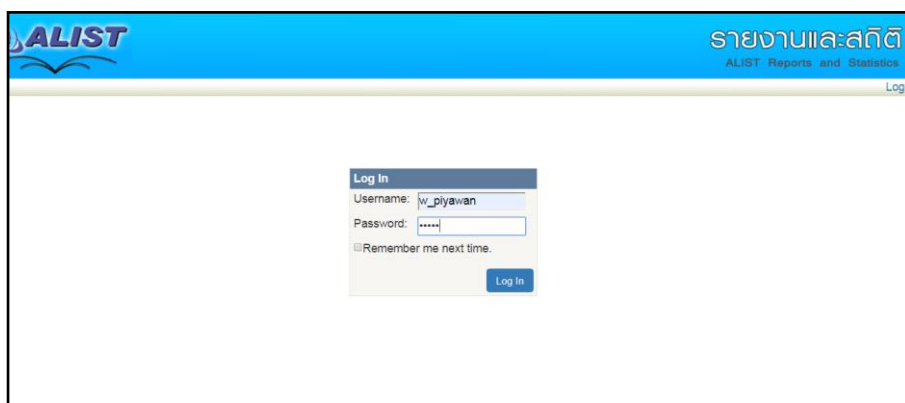 ALIST
รายงานและสถิติ
ALIST Reports and Statistics
Log
Log In
Username: w_piyawan
Password: •••••
Remember me next time.
Log In